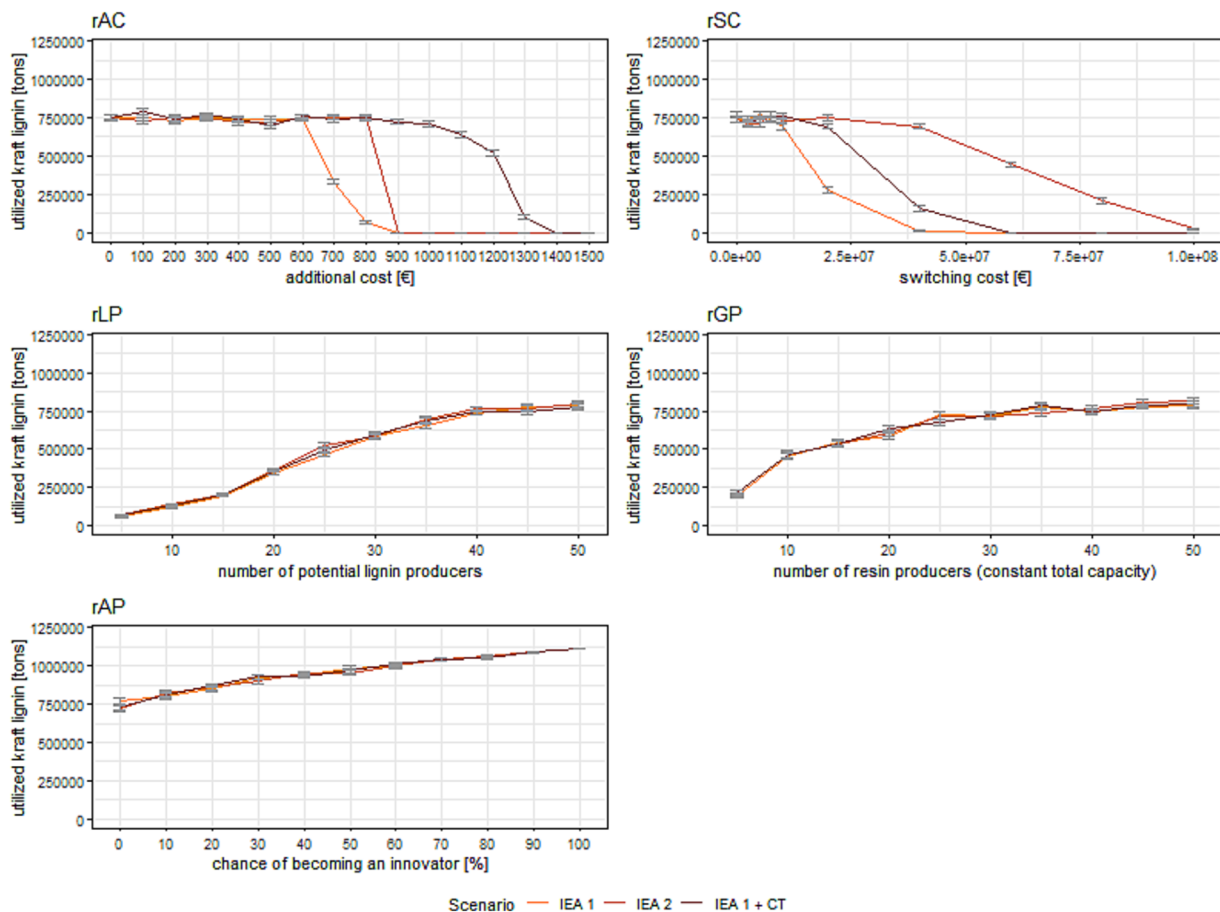 rAC
utilized kraft lignin [tons]
1250000
1000000
750000
500000
250000
0
0 100 200 300 400 500 600 700 800 900 1000 1100 1200 1300 1400 1500
additional cost [€]
rSC
utilized kraft lignin [tons]
1250000
1000000
750000
500000
250000
0
0.0e+00 2.5e+07 5.0e+07 7.5e+07 1.0e+08
switching cost [€]
rLP
utilized kraft lignin [tons]
1250000
1000000
750000
500000
250000
0
10 20 30 40 50
number of potential lignin producers
rGP
utilized kraft lignin [tons]
1250000
1000000
750000
500000
250000
0
10 20 30 40 50
number of resin producers (constant total capacity)
rAP
utilized kraft lignin [tons]
1250000
1000000
750000
500000
250000
0
0 10 20 30 40 50 60 70 80 90 100
chance of becoming an innovator [%]
Scenario IEA 1 IEA 2 IEA 1 + CT